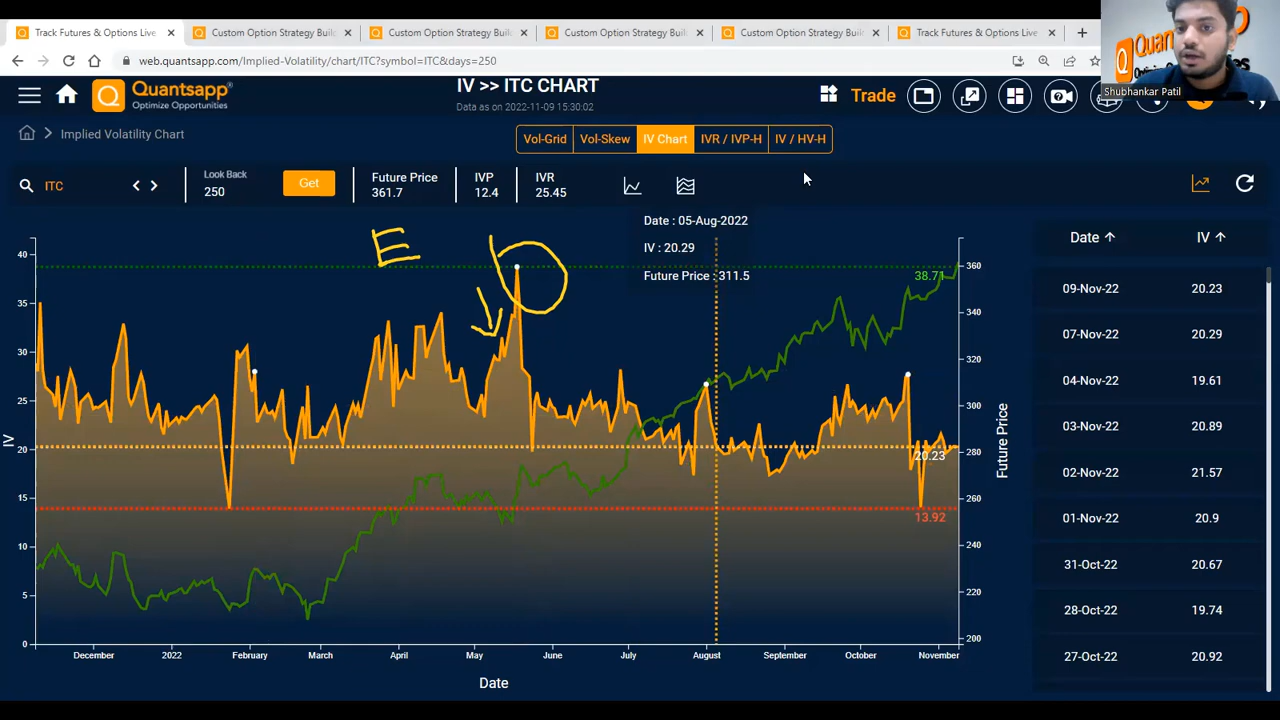 Track Futures & Options Live
Custom Option Strategy Buil
Custom Option Strategy Buil
Custom Option Strategy Buil
Custom Option Strategy Buil
Track Futures & Options Live
web.quantsapp.com/Implied-Volatility/chart/ITC?symbol=ITC&days=250
Shubhankar Patil
Quantsapp
Optimize Opportunities
IV >> ITC CHART
Data as on 2022-11-09 15:30:02
Trade
Implied Volatility Chart
Vol-Grid
Vol-Skew
IV Chart
IVR / IVP-H
IV / HV-H
ITC
Look Back
250
Get
Future Price
361.7
IVP
12.4
IVR
25.45
E
Date : 05-Aug-2022
IV : 20.29
Future Price : 311.5
38.71
20.23
13.92
40
35
30
25
20
15
10
5
0
IV
360
340
320
300
280
260
240
220
200
Future Price
December
2022
February
March
April
May
June
July
August
September
October
November
Date
Date IV
09-Nov-22 20.23
07-Nov-22 20.29
04-Nov-22 19.61
03-Nov-22 20.89
02-Nov-22 21.57
01-Nov-22 20.9
31-Oct-22 20.67
28-Oct-22 19.74
27-Oct-22 20.92